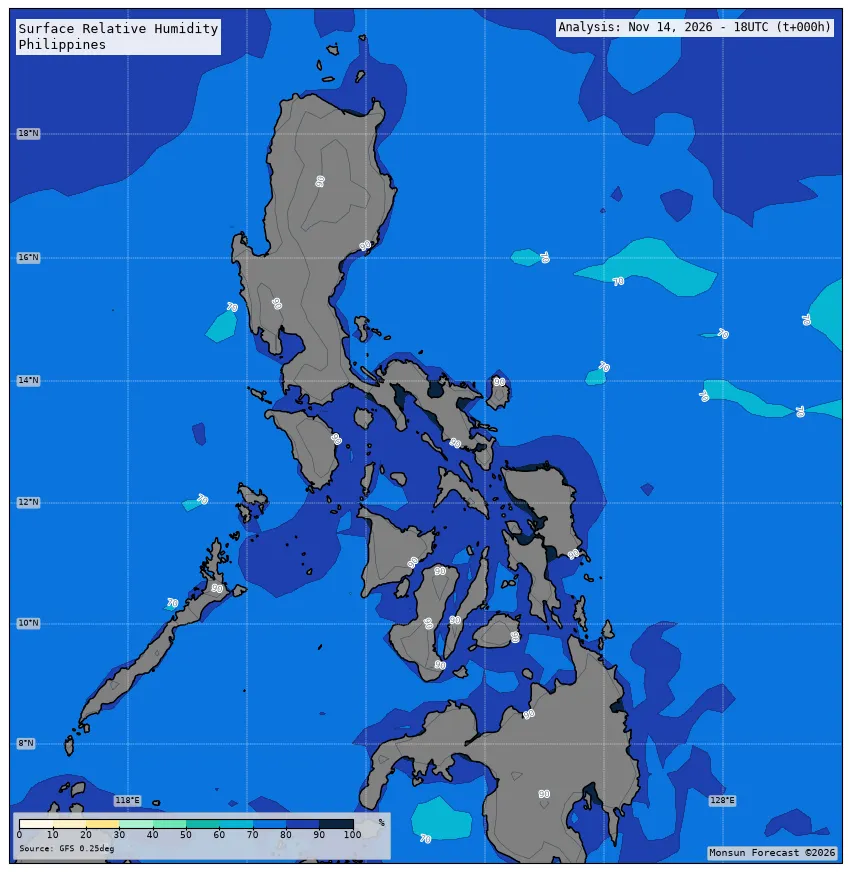 Surface Relative Humidity
Philippines
Analysis: Nov 14, 2026 - 18UTC (t+000h)
18°N
90
90
16°N
70
70
70
90
70
70
14°N
70
90
70
70
90
90
12°N
70
90
90
90
70
90
10°N
90
90
90
90
90
8°N
118°E
90
128°E
70
0 10 20 30 40 50 60 70 80 90 100 %
Source: GFS 0.25deg
Monsun Forecast ©2026